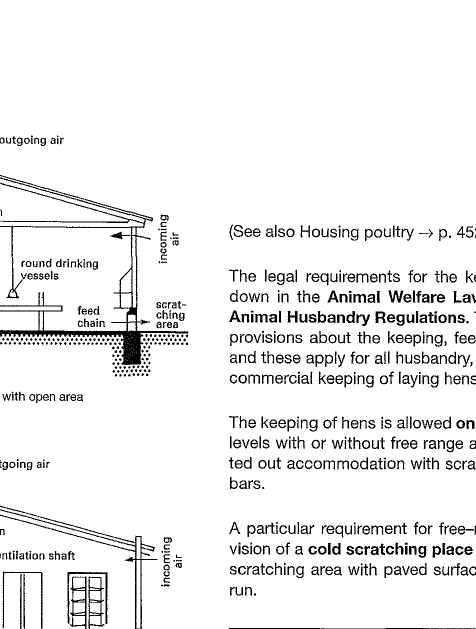 outgoing air
incoming
air
round drinking
vessels
feed
chain
scrat-
ching
area
with open area
going air
entilation shaft
incoming
air
(See also Housing poultry → p. 45
The legal requirements for the ke
down in the Animal Welfare La
Animal Husbandry Regulations.
provisions about the keeping, fee
and these apply for all husbandry,
commercial keeping of laying hens
The keeping of hens is allowed on
levels with or without free range a
ted out accommodation with scra
bars.
A particular requirement for free-
vision of a cold scratching place
scratching area with paved surfac
run.